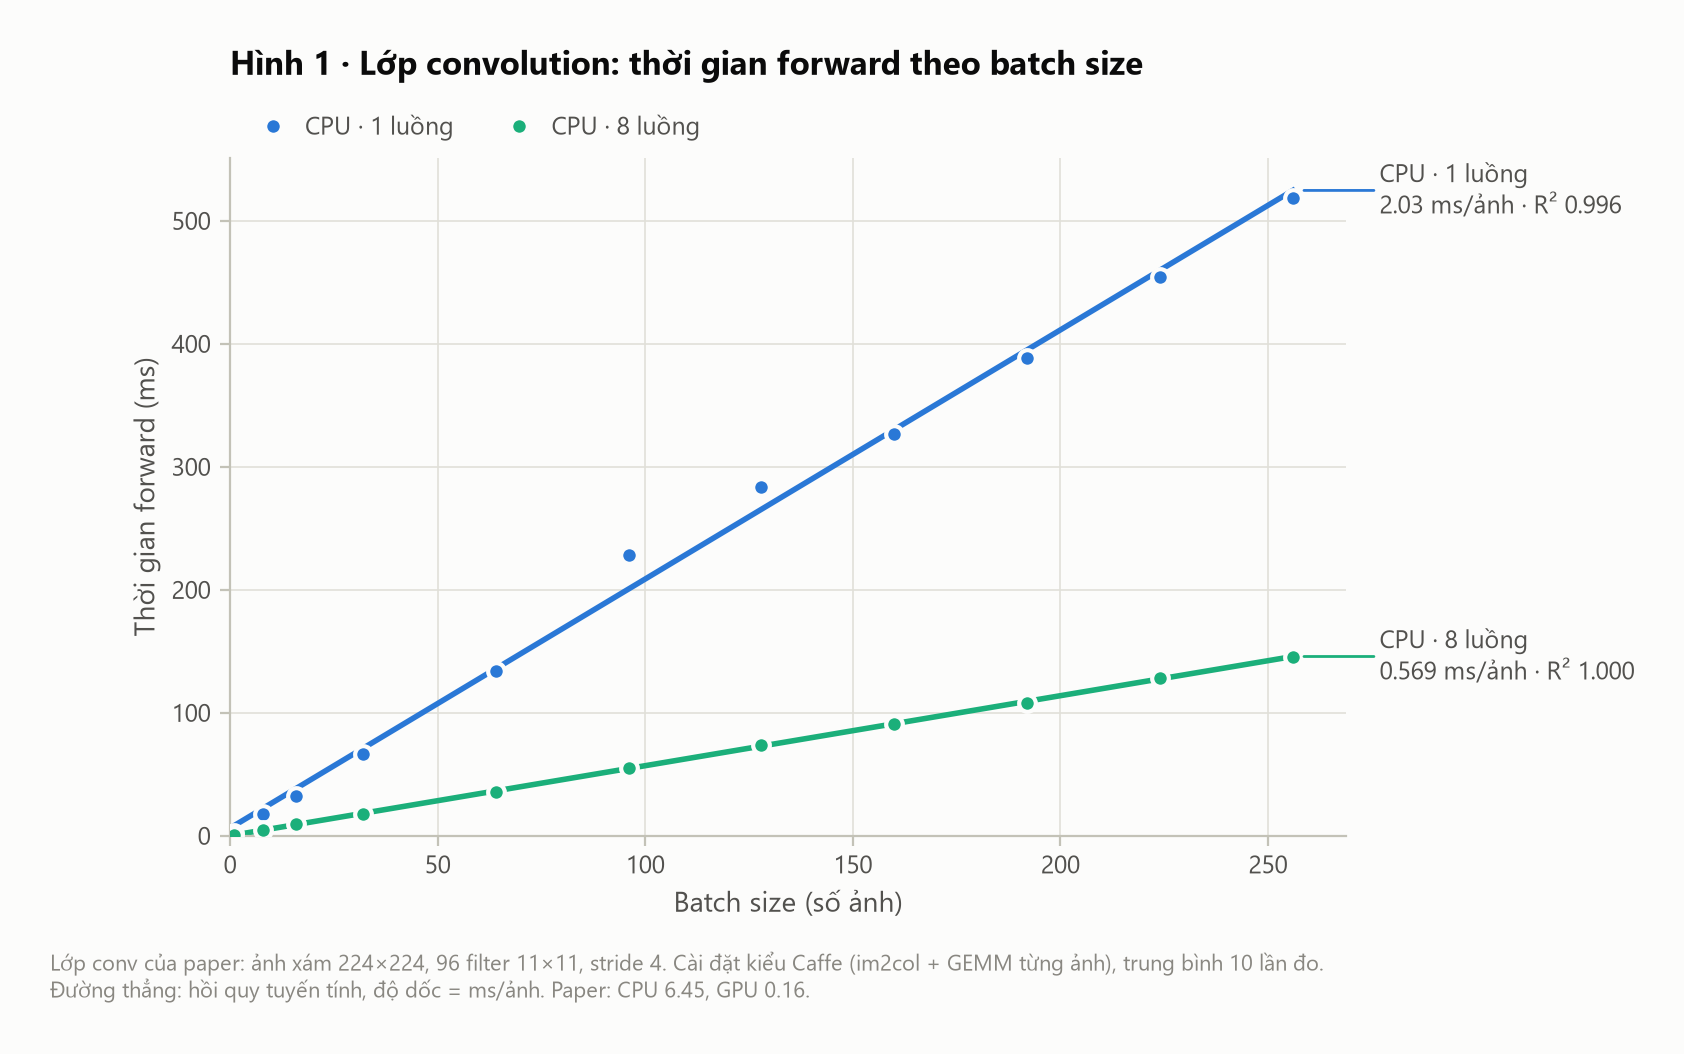 Hình 1 · Lớp convolution: thời gian forward theo batch size
CPU · 1 luồng
CPU · 8 luồng
CPU · 1 luồng
2.03 ms/ảnh · R² 0.996
CPU · 8 luồng
0.569 ms/ảnh · R² 1.000
Thời gian forward (ms)
500
400
300
200
100
0
0 50 100 150 200 250
Batch size (số ảnh)
Lớp conv của paper: ảnh xám 224×224, 96 filter 11×11, stride 4. Cài đặt kiểu Caffe (im2col + GEMM từng ảnh), trung bình 10 lần đo.
Đường thẳng: hồi quy tuyến tính, độ dốc = ms/ảnh. Paper: CPU 6.45, GPU 0.16.